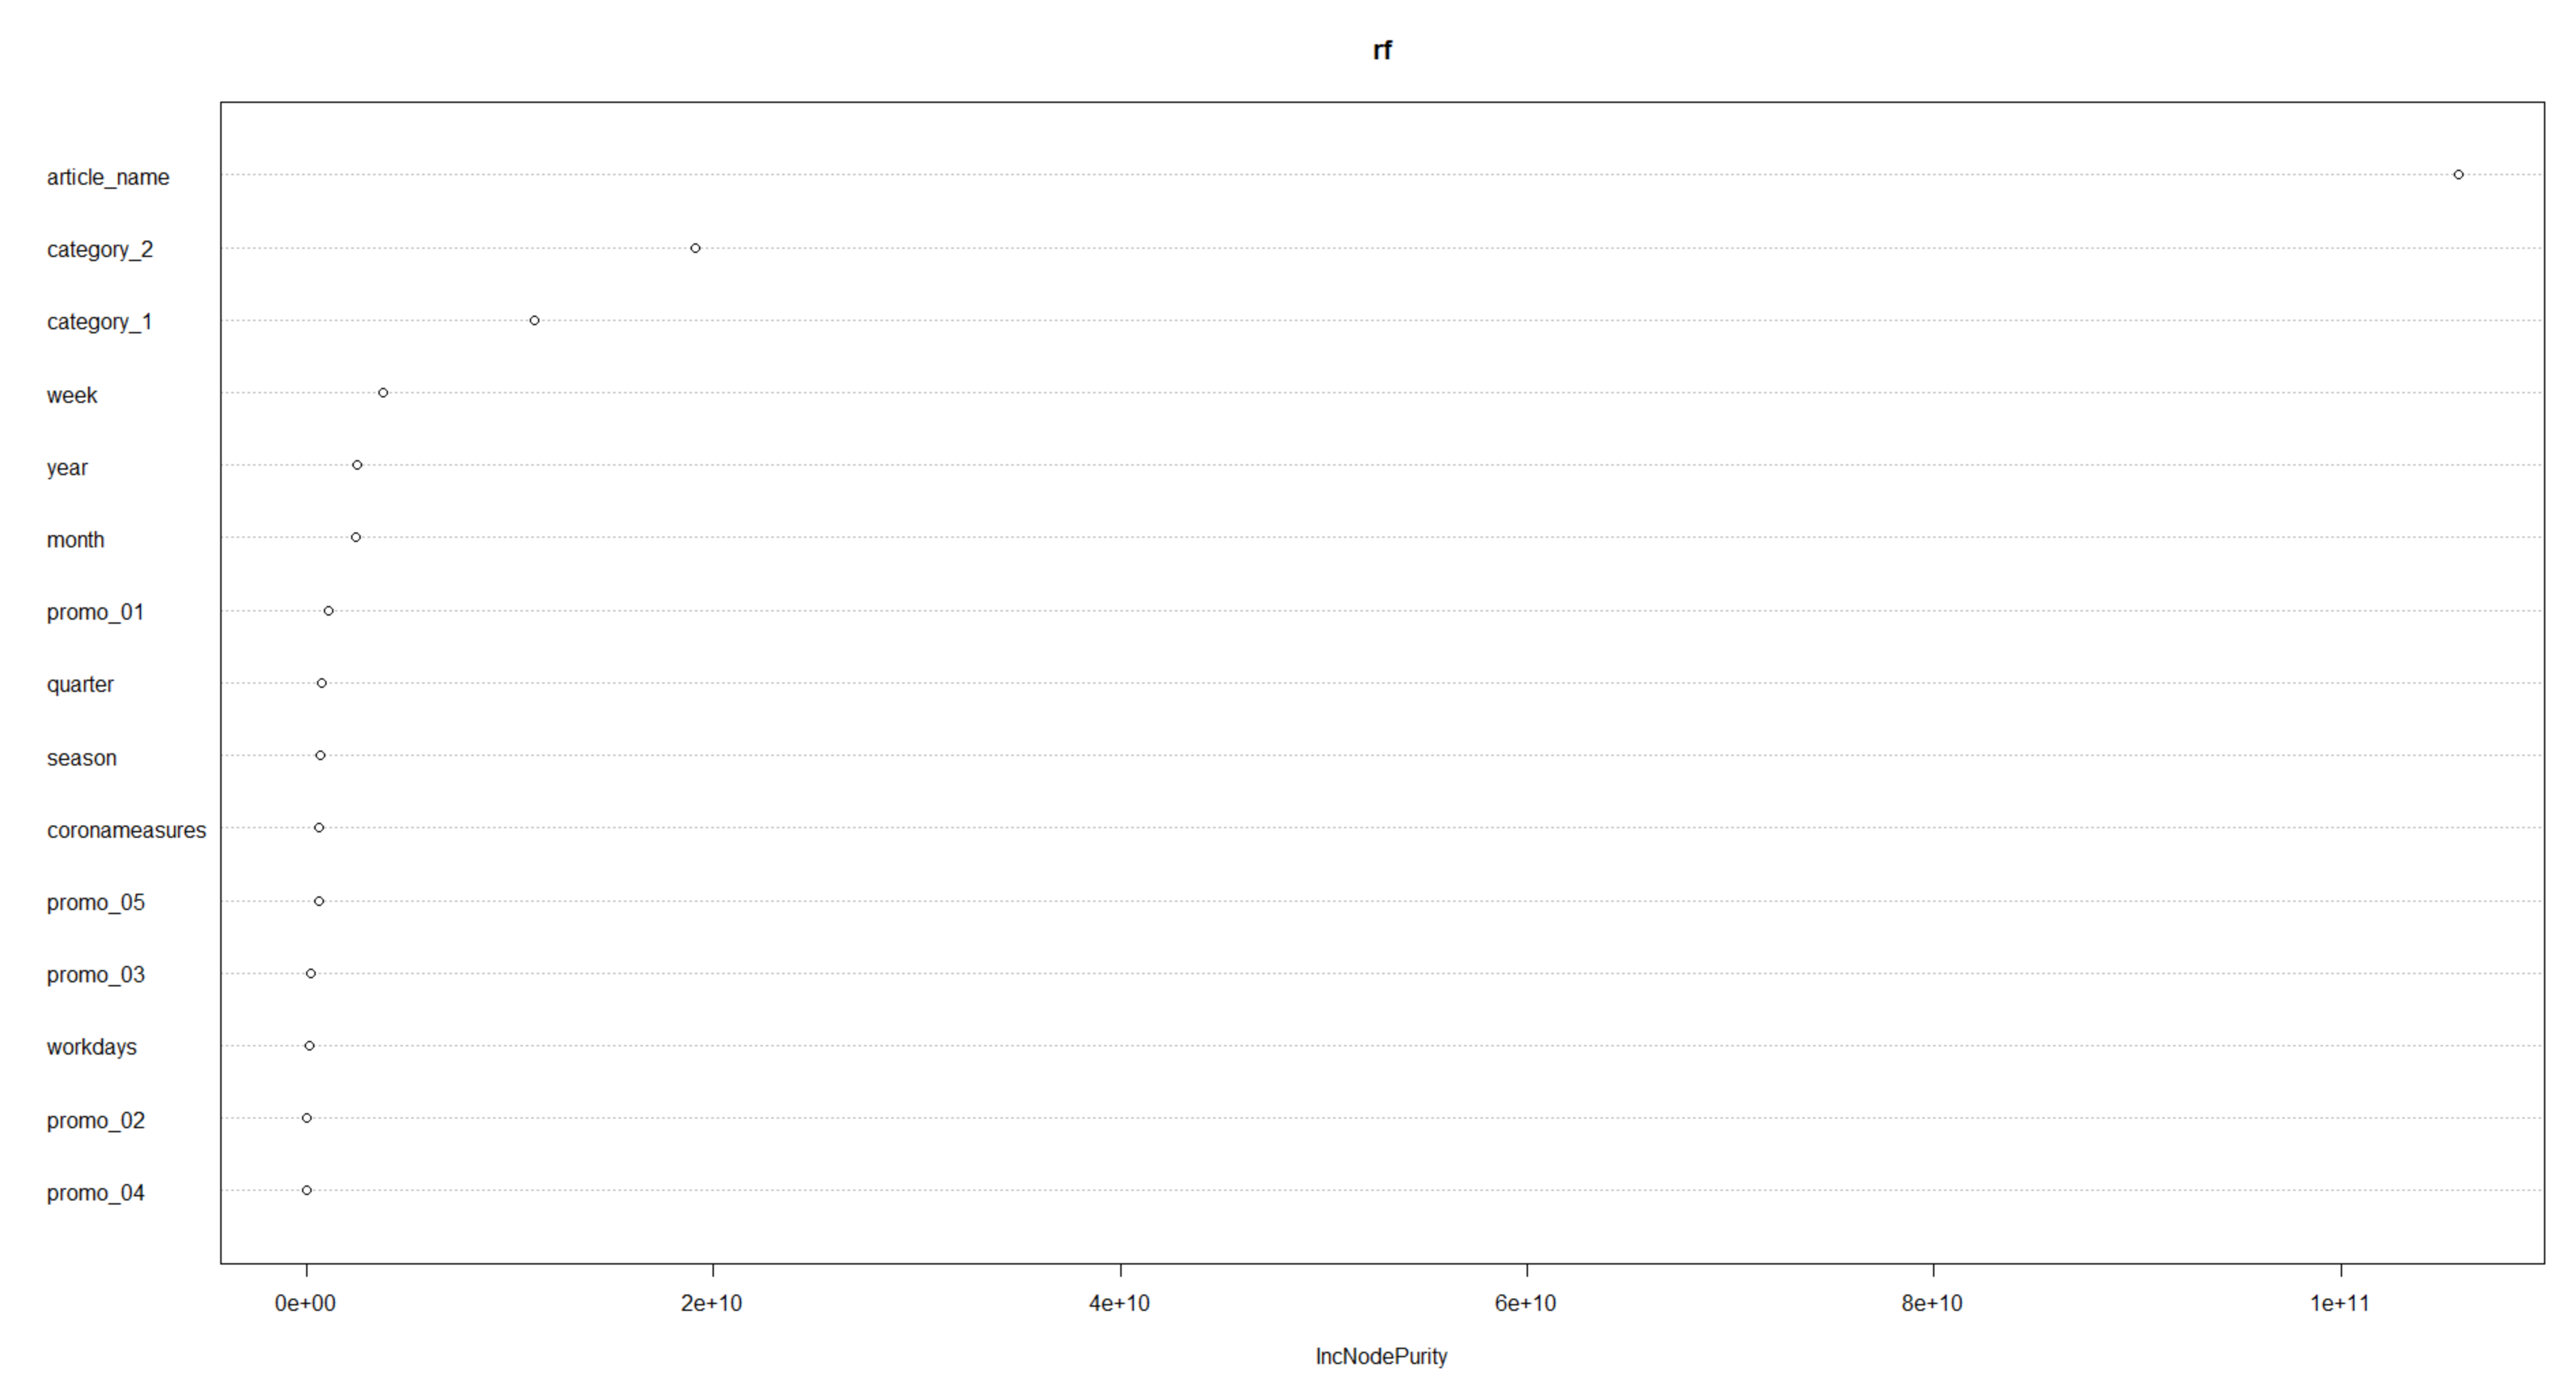 rf
article_name
category_2
category_1
week
year
month
promo_01
quarter
season
coronameasures
promo_05
promo_03
workdays
promo_02
promo_04
0e+00 2e+10 4e+10 6e+10 8e+10 1e+11
IncNodePurity